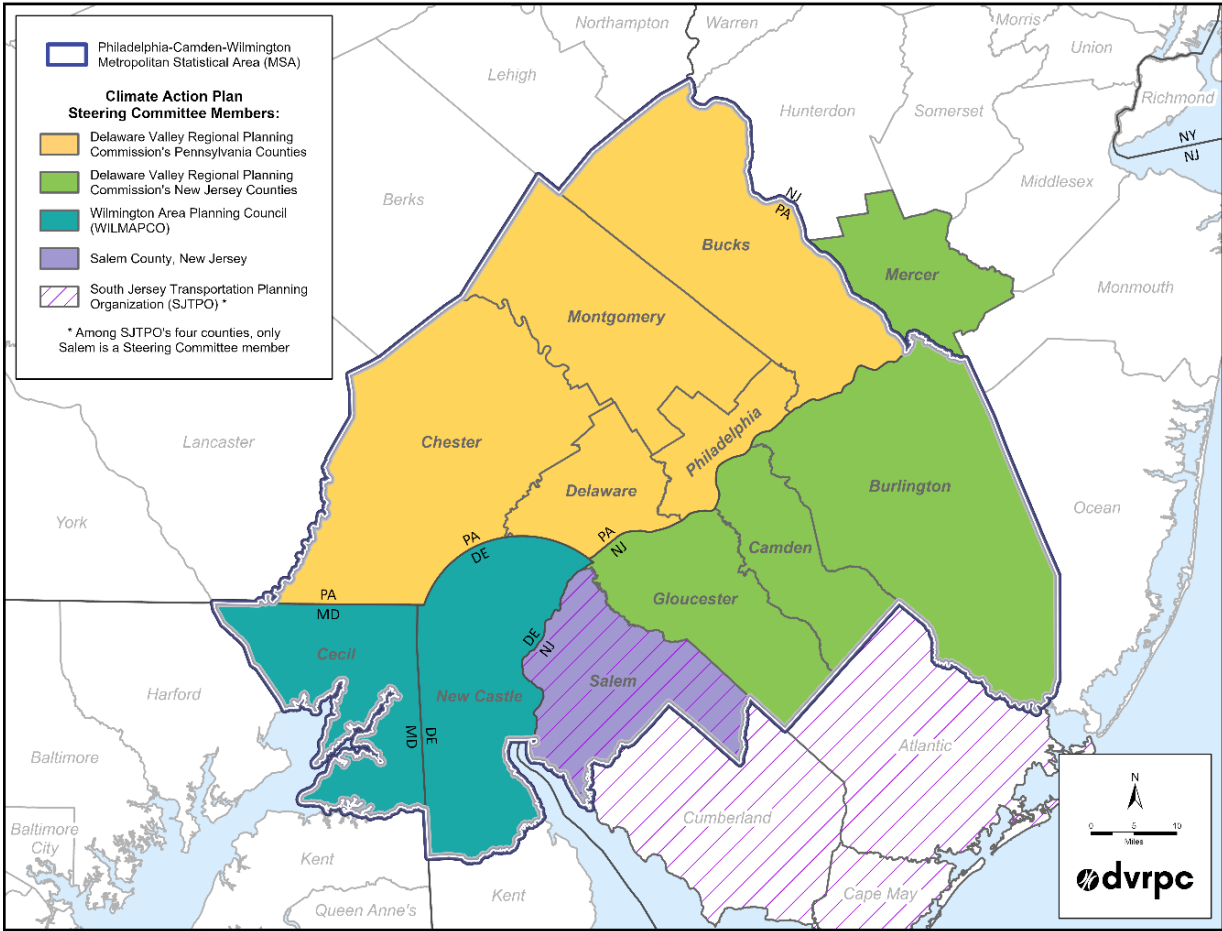 Philadelphia-Camden-Wilmington
Metropolitan Statistical Area (MSA)
Climate Action Plan
Steering Committee Members:
Delaware Valley Regional Planning
Commission's Pennsylvania Counties
Delaware Valley Regional Planning
Commission's New Jersey Counties
Wilmington Area Planning Council
(WILMAPCO)
Salem County, New Jersey
South Jersey Transportation Planning
Organization (SJTPO) *
* Among SJTPO's four counties, only
Salem is a Steering Committee member
Northampton
Warren
Morris
Union
Lehigh
Hunterdon
Somerset
Richmond
NY
NJ
Middlesex
Berks
NJ
PA
Bucks
Mercer
Monmouth
Montgomery
Lancaster
Chester
Philadelphia
Delaware
Burlington
Ocean
York
PA
DE
PA
NJ
Camden
Gloucester
PA
MD
Cecil
DE
NJ
Salem
New Castle
Harford
MD
DE
Atlantic
Baltimore
Cumberland
Baltimore
City
Kent
Kent
Queen Anne's
Cape May
N
0 5 10
Miles
dvrpc